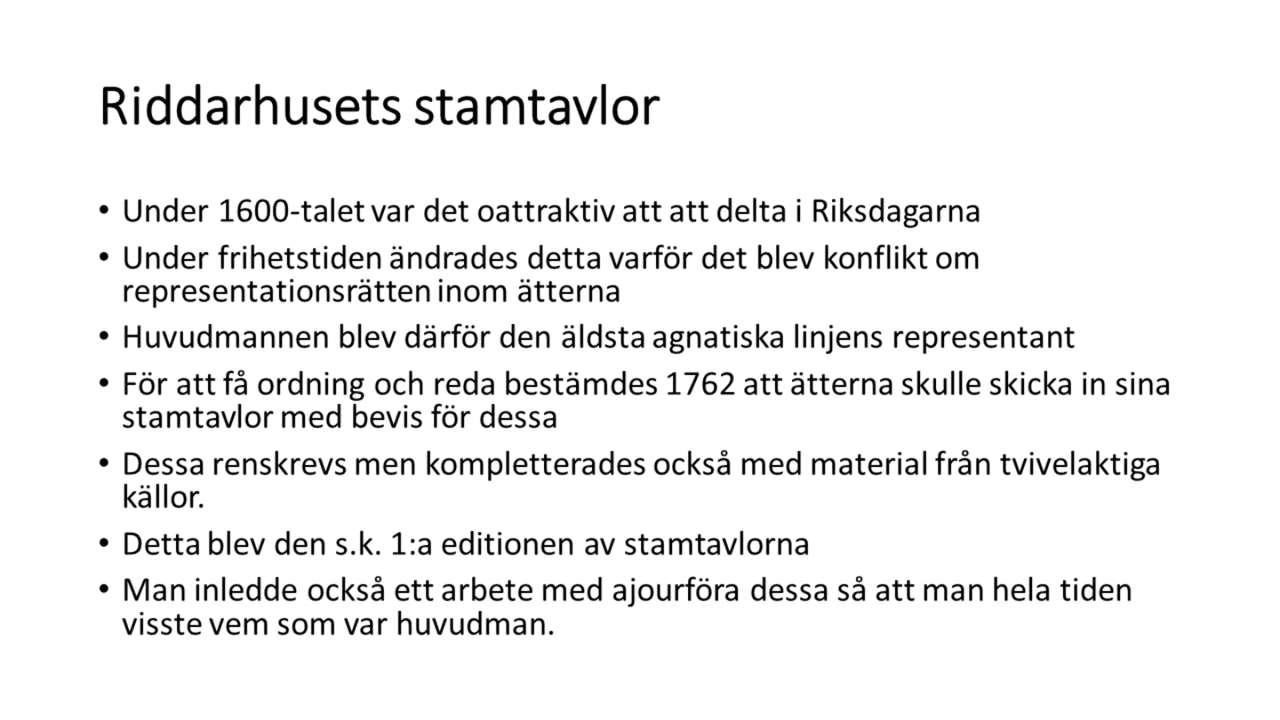 Riddarhusets stamtavlor
• Under 1600-talet var det oattraktiv att att delta i Riksdagarna
• Under frihetstiden ändrades detta varför det blev konflikt om
representationsrätten inom ätterna
• Huvudmannen blev därför den äldsta agnatiska linjens representant
• För att få ordning och reda bestämdes 1762 att ätterna skulle skicka in sina
stamtavlor med bevis för dessa
• Dessa renskrevs men kompletterades också med material från tvivelaktiga
källor.
• Detta blev den s.k. 1:a editionen av stamtavlorna
• Man inledde också ett arbete med ajourföra dessa så att man hela tiden
visste vem som var huvudman.